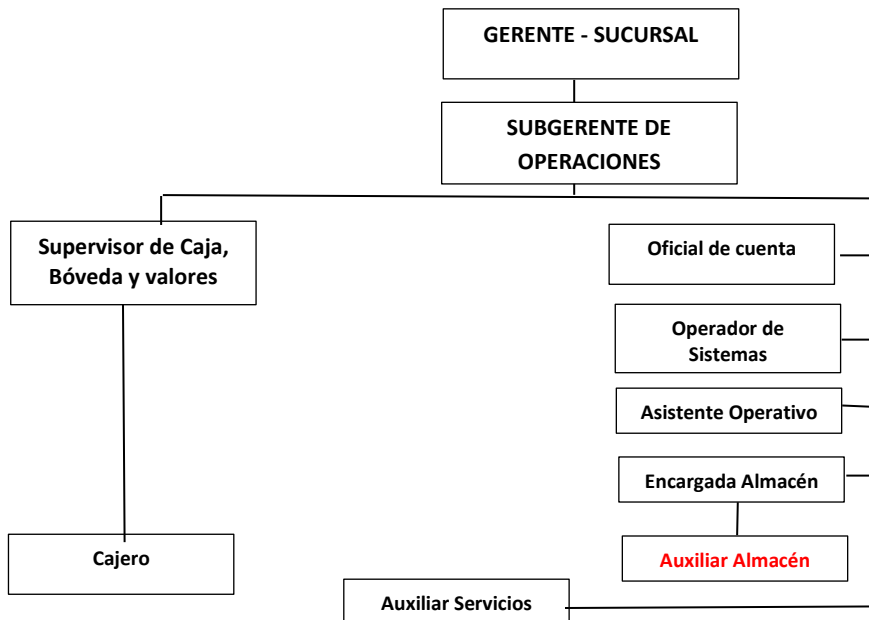 GERENTE - SUCURSAL
SUBGERENTE DE
OPERACIONES
Supervisor de Caja,
Bóveda y valores
Oficial de cuenta
Operador de
Sistemas
Asistente Operativo
Encargada Almacén
Cajero
Auxiliar Almacén
Auxiliar Servicios